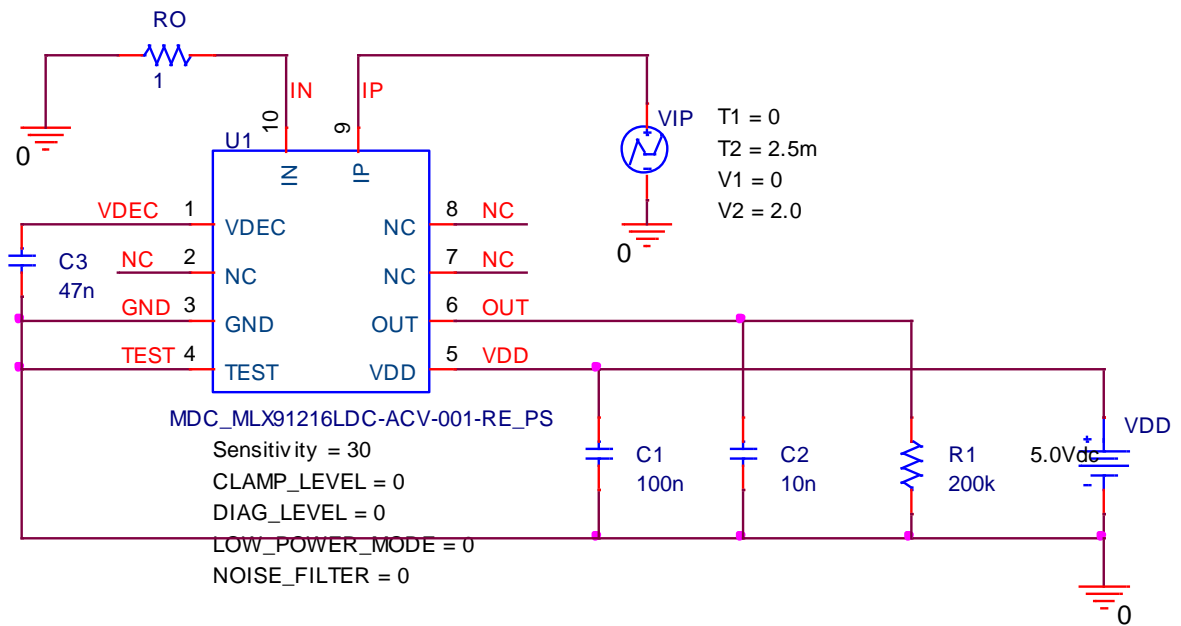 RO
1
IN
IP
10
9
0
U1
IN
IP
VIP
T1 = 0
T2 = 2.5m
V1 = 0
V2 = 2.0
0
VDEC
1
VDEC
8
NC
NC
C3
47n
NC
2
NC
7
NC
NC
GND
3
GND
6
OUT
OUT
TEST
4
TEST
5
VDD
VDD
MDC_MLX91216LDC-ACV-001-RE_PS
Sensitivity = 30
CLAMP_LEVEL = 0
DIAG_LEVEL = 0
LOW_POWER_MODE = 0
NOISE_FILTER = 0
C1
100n
C2
10n
R1
200k
VDD
5.0Vdc
0